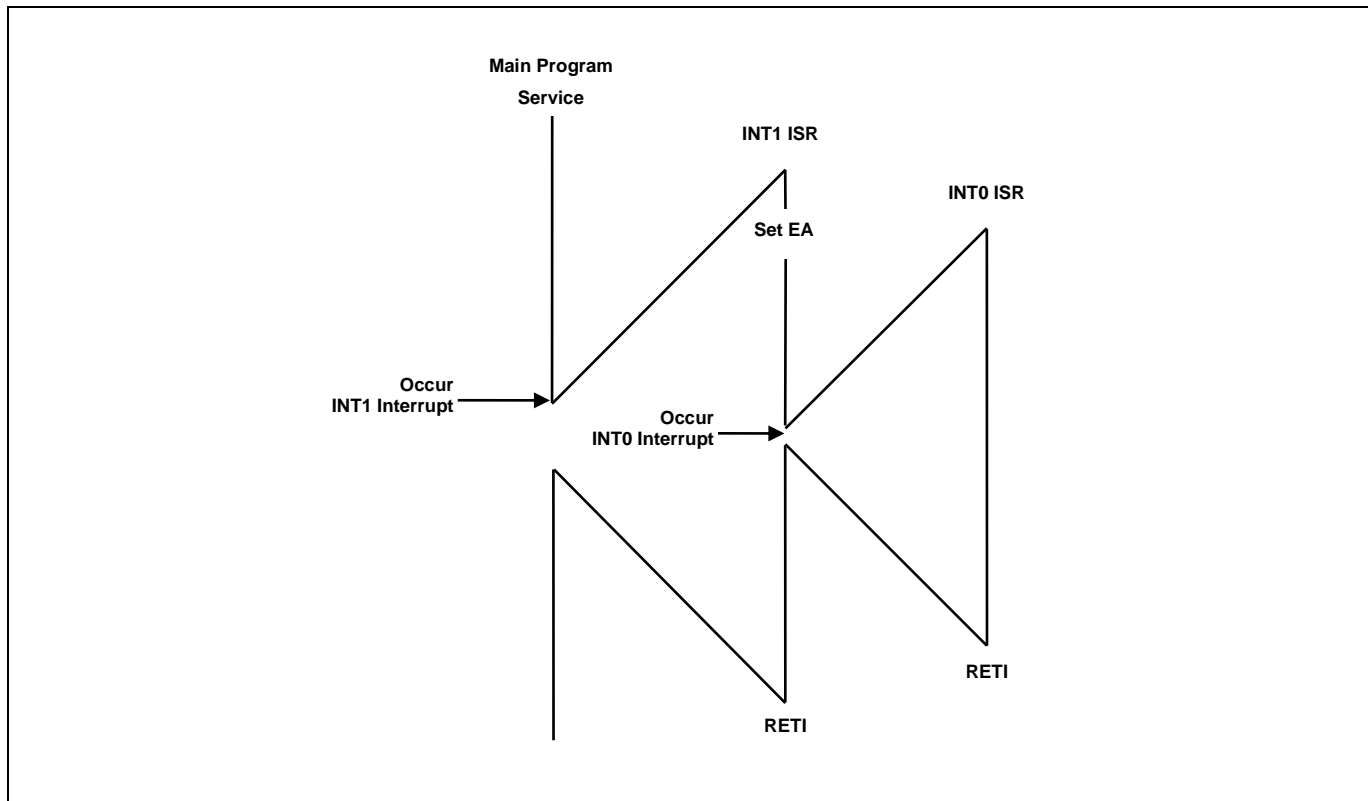 Main Program
Service
INT1 ISR
INT0 ISR
Set EA
Occur
INT1 Interrupt
Occur
INT0 Interrupt
RETI
RETI